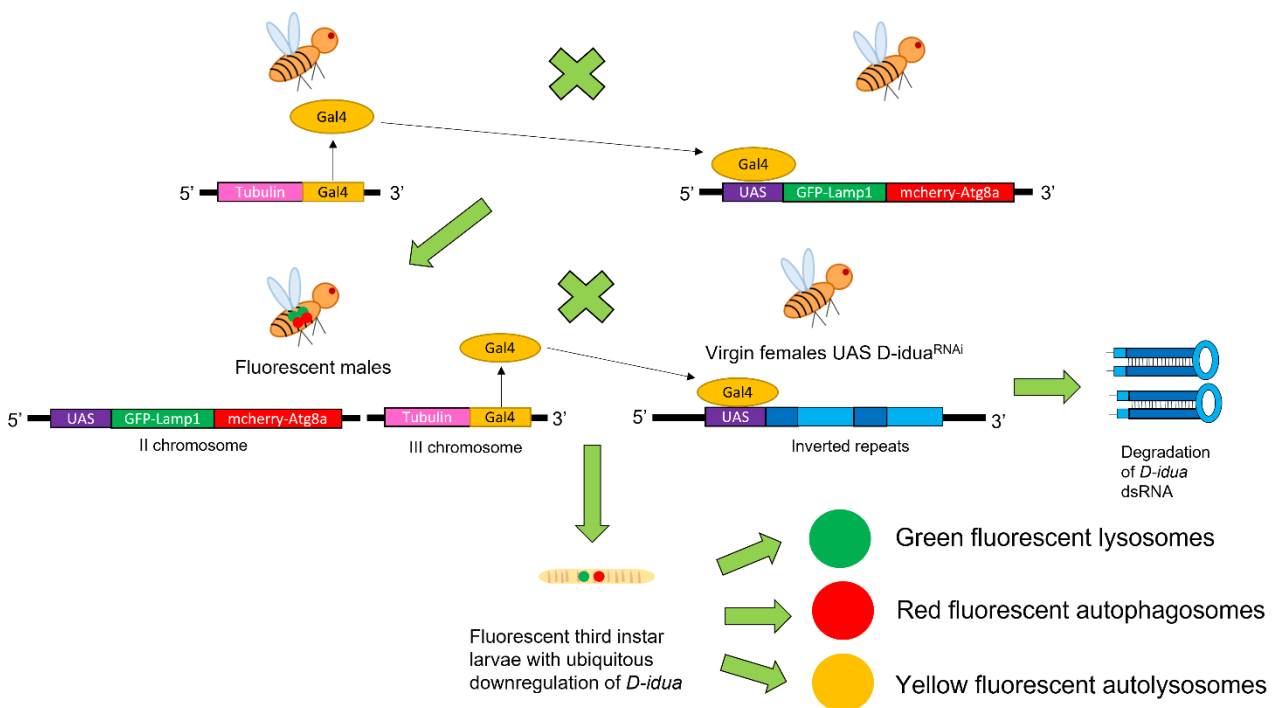 Gal4
Gal4
5’ Tubulin Gal4 3’
5’ UAS GFP-Lamp1 mcherry-Atg8a 3’
Fluorescent males
Gal4
Virgin females UAS D-iduaRNAi
Gal4
5’ UAS GFP-Lamp1 mcherry-Atg8a Tubulin Gal4 3’
II chromosome
III chromosome
5’ UAS 3’
Inverted repeats
Degradation
of D-idua
dsRNA
Fluorescent third instar
larvae with ubiquitous
downregulation of D-idua
Green fluorescent lysosomes
Red fluorescent autophagosomes
Yellow fluorescent autolysosomes